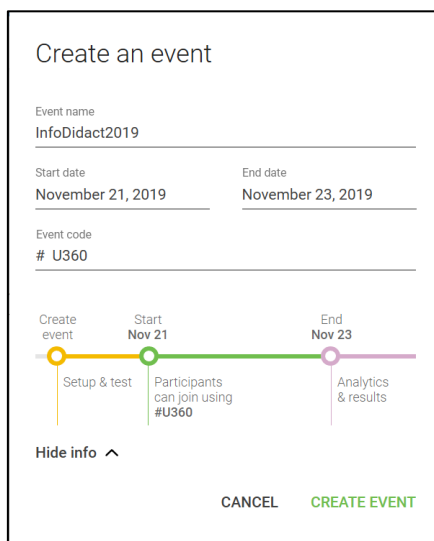 Create an event
Event name
InfoDidact2019
Start date End date
November 21, 2019 November 23, 2019
Event code
# U360
Create Start End
event Nov 21 Nov 23
Setup & test Participants Analytics
can join using & results
#U360
Hide info
CANCEL CREATE EVENT